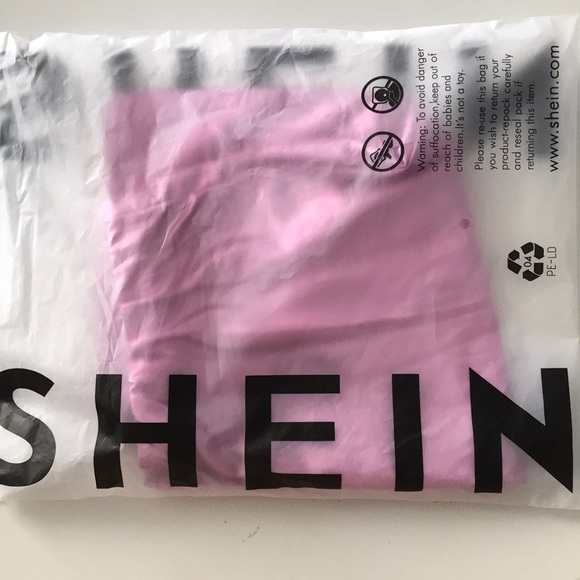 SHEIN
Warning: To avoid danger
of suffocation,keep out of
reach of babies and
children.It's not a toy.
Please re-use this bag if
you wish to return your
product-repack carefully
and reseal pack if
returning this item.
www.shein.com
04
PE-LD
SHEIN